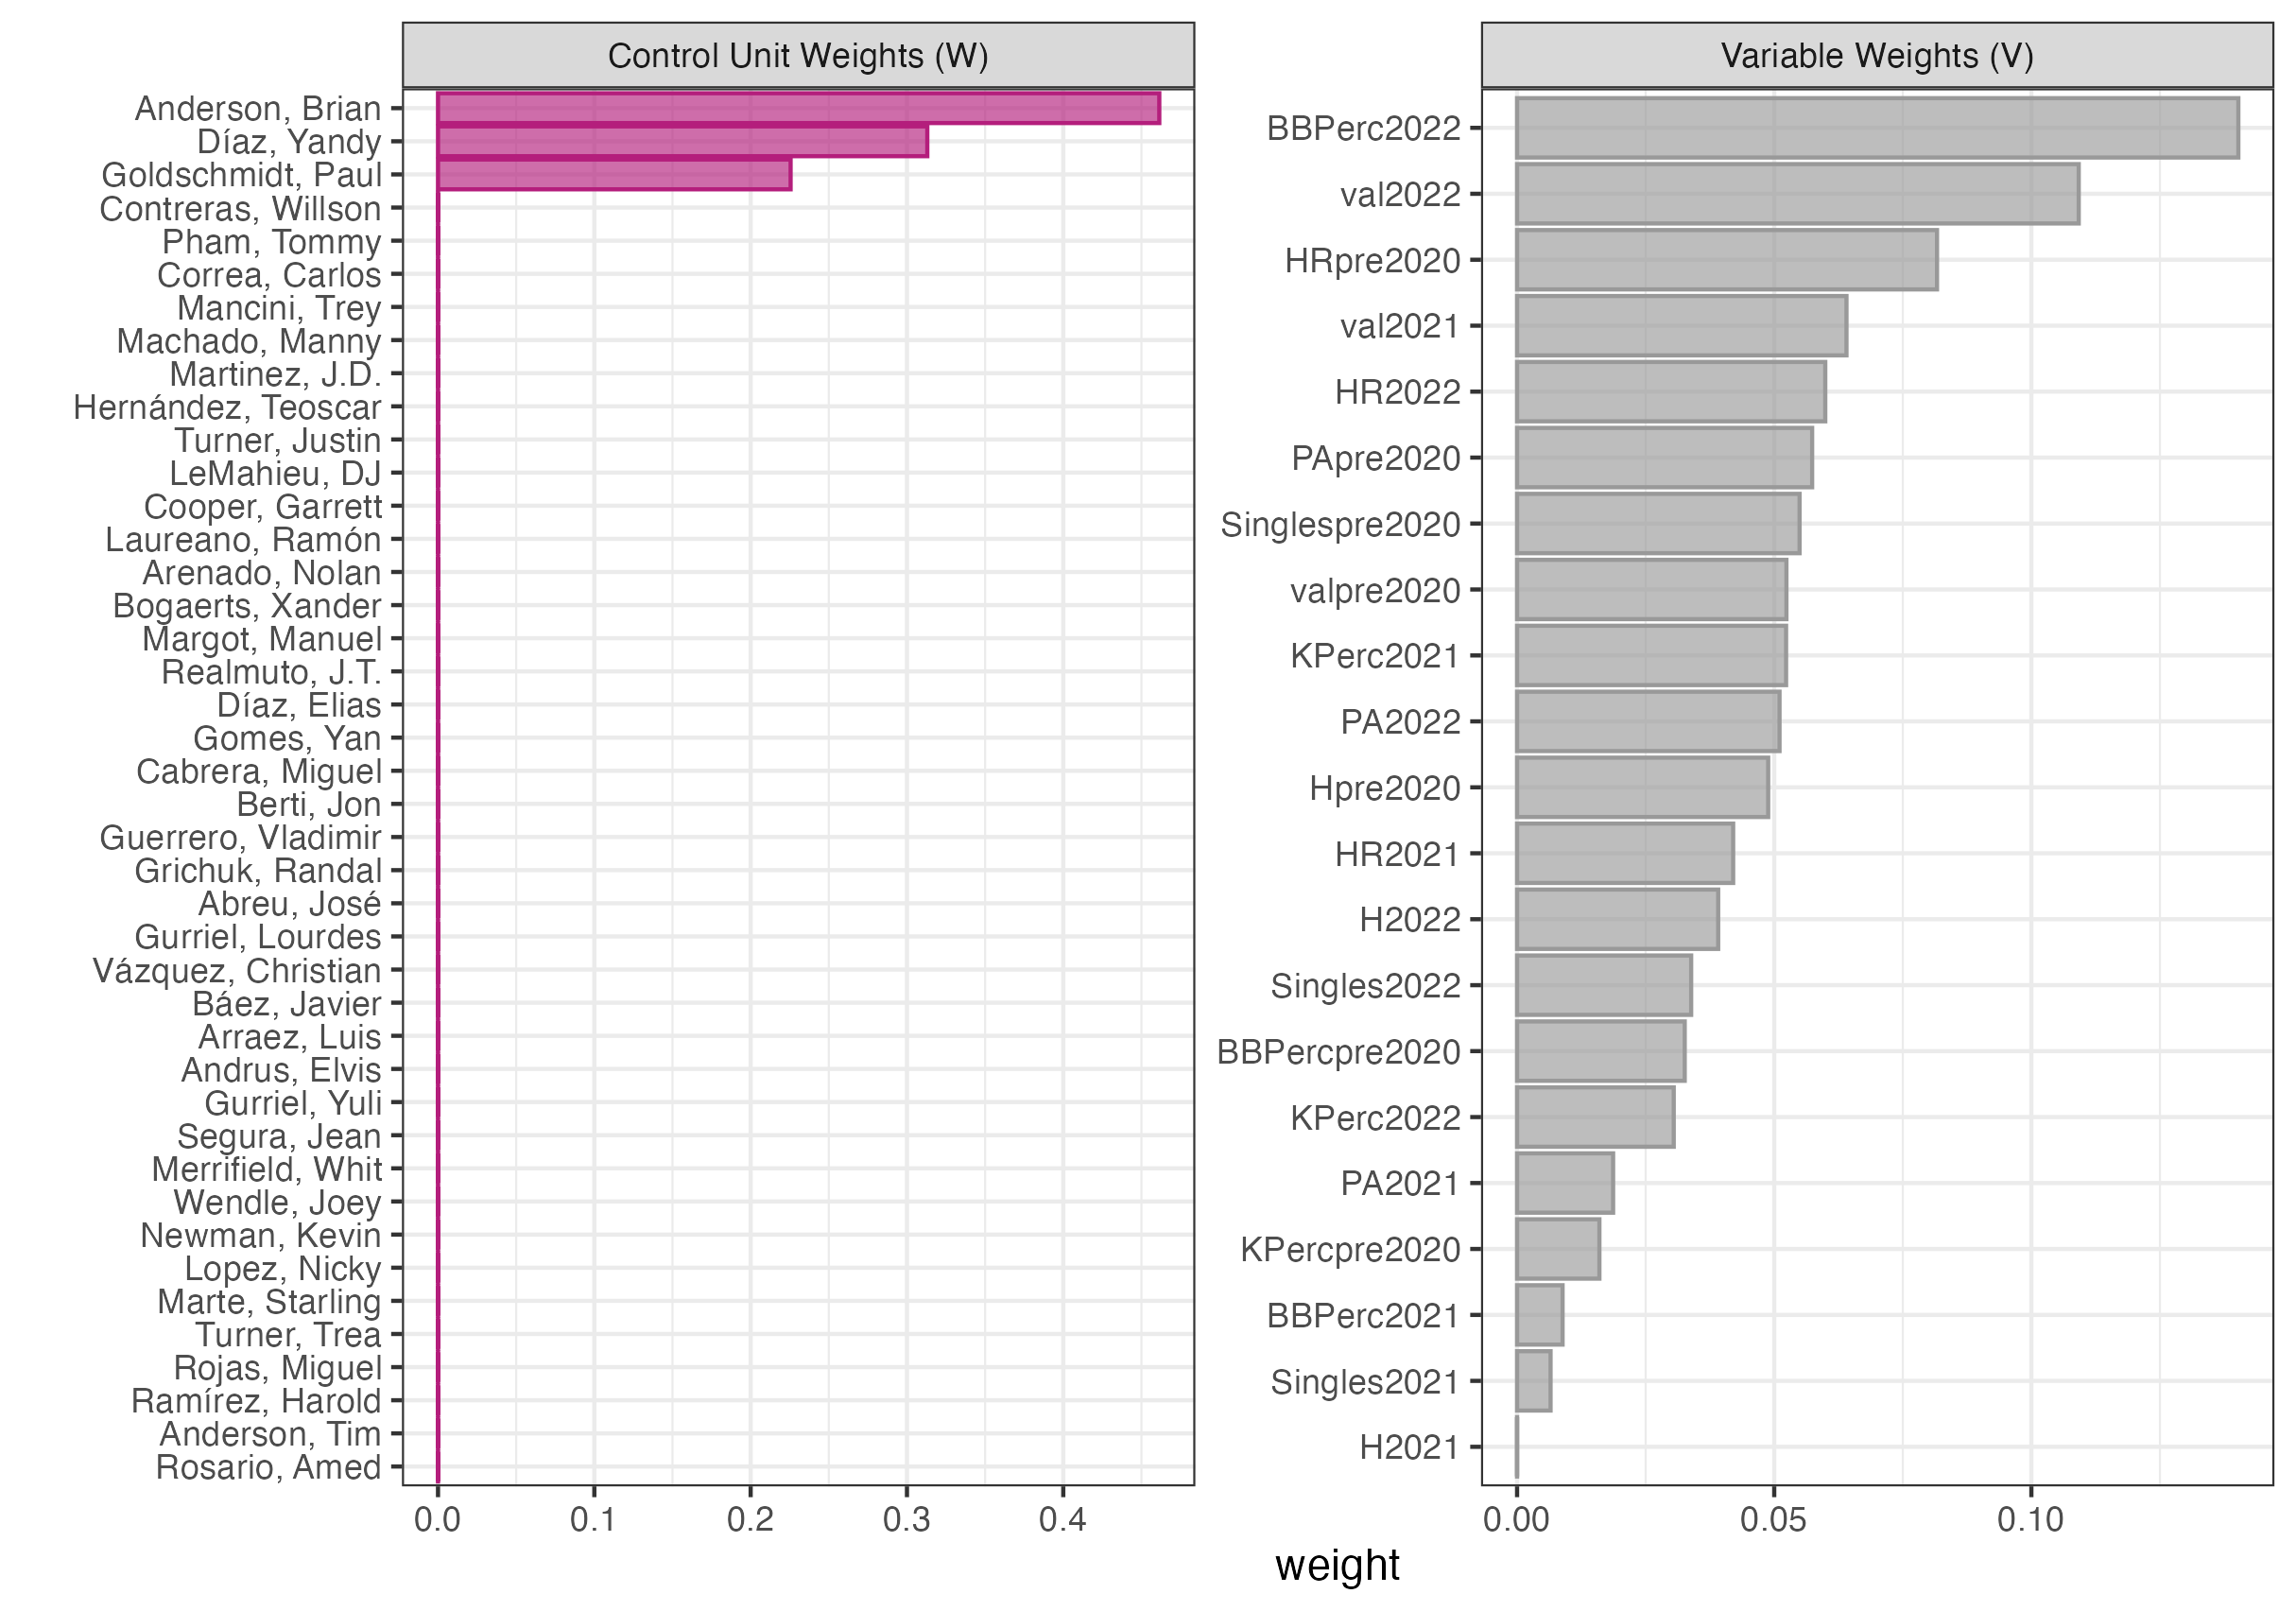 Control Unit Weights (W)
Anderson, Brian
Díaz, Yandy
Goldschmidt, Paul
Contreras, Willson
Pham, Tommy
Correa, Carlos
Mancini, Trey
Machado, Manny
Martinez, J.D.
Hernández, Teoscar
Turner, Justin
LeMahieu, DJ
Cooper, Garrett
Laureano, Ramón
Arenado, Nolan
Bogaerts, Xander
Margot, Manuel
Realmuto, J.T.
Díaz, Elias
Gomes, Yan
Cabrera, Miguel
Berti, Jon
Guerrero, Vladimir
Grichuk, Randal
Abreu, José
Gurriel, Lourdes
Vázquez, Christian
Báez, Javier
Arraez, Luis
Andrus, Elvis
Gurriel, Yuli
Segura, Jean
Merrifield, Whit
Wendle, Joey
Newman, Kevin
Lopez, Nicky
Marte, Starling
Turner, Trea
Rojas, Miguel
Ramírez, Harold
Anderson, Tim
Rosario, Amed
0.0 0.1 0.2 0.3 0.4
Variable Weights (V)
BBPerc2022
val2022
HRpre2020
val2021
HR2022
PApre2020
Singlespre2020
valpre2020
KPerc2021
PA2022
Hpre2020
HR2021
H2022
Singles2022
BBPercpre2020
KPerc2022
PA2021
KPercpre2020
BBPerc2021
Singles2021
H2021
0.00 0.05 0.10
weight